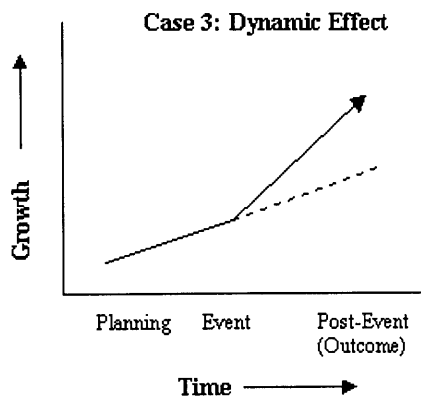 Case 3: Dynamic Effect
Growth
Planning Event Post-Event
(Outcome)
Time